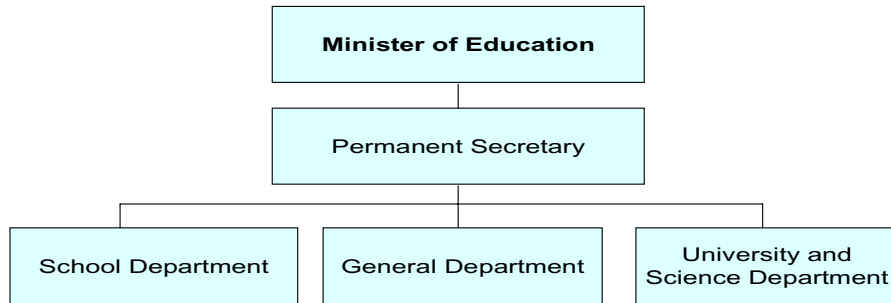 Minister of Education
Permanent Secretary
School Department
General Department
University and
Science Department